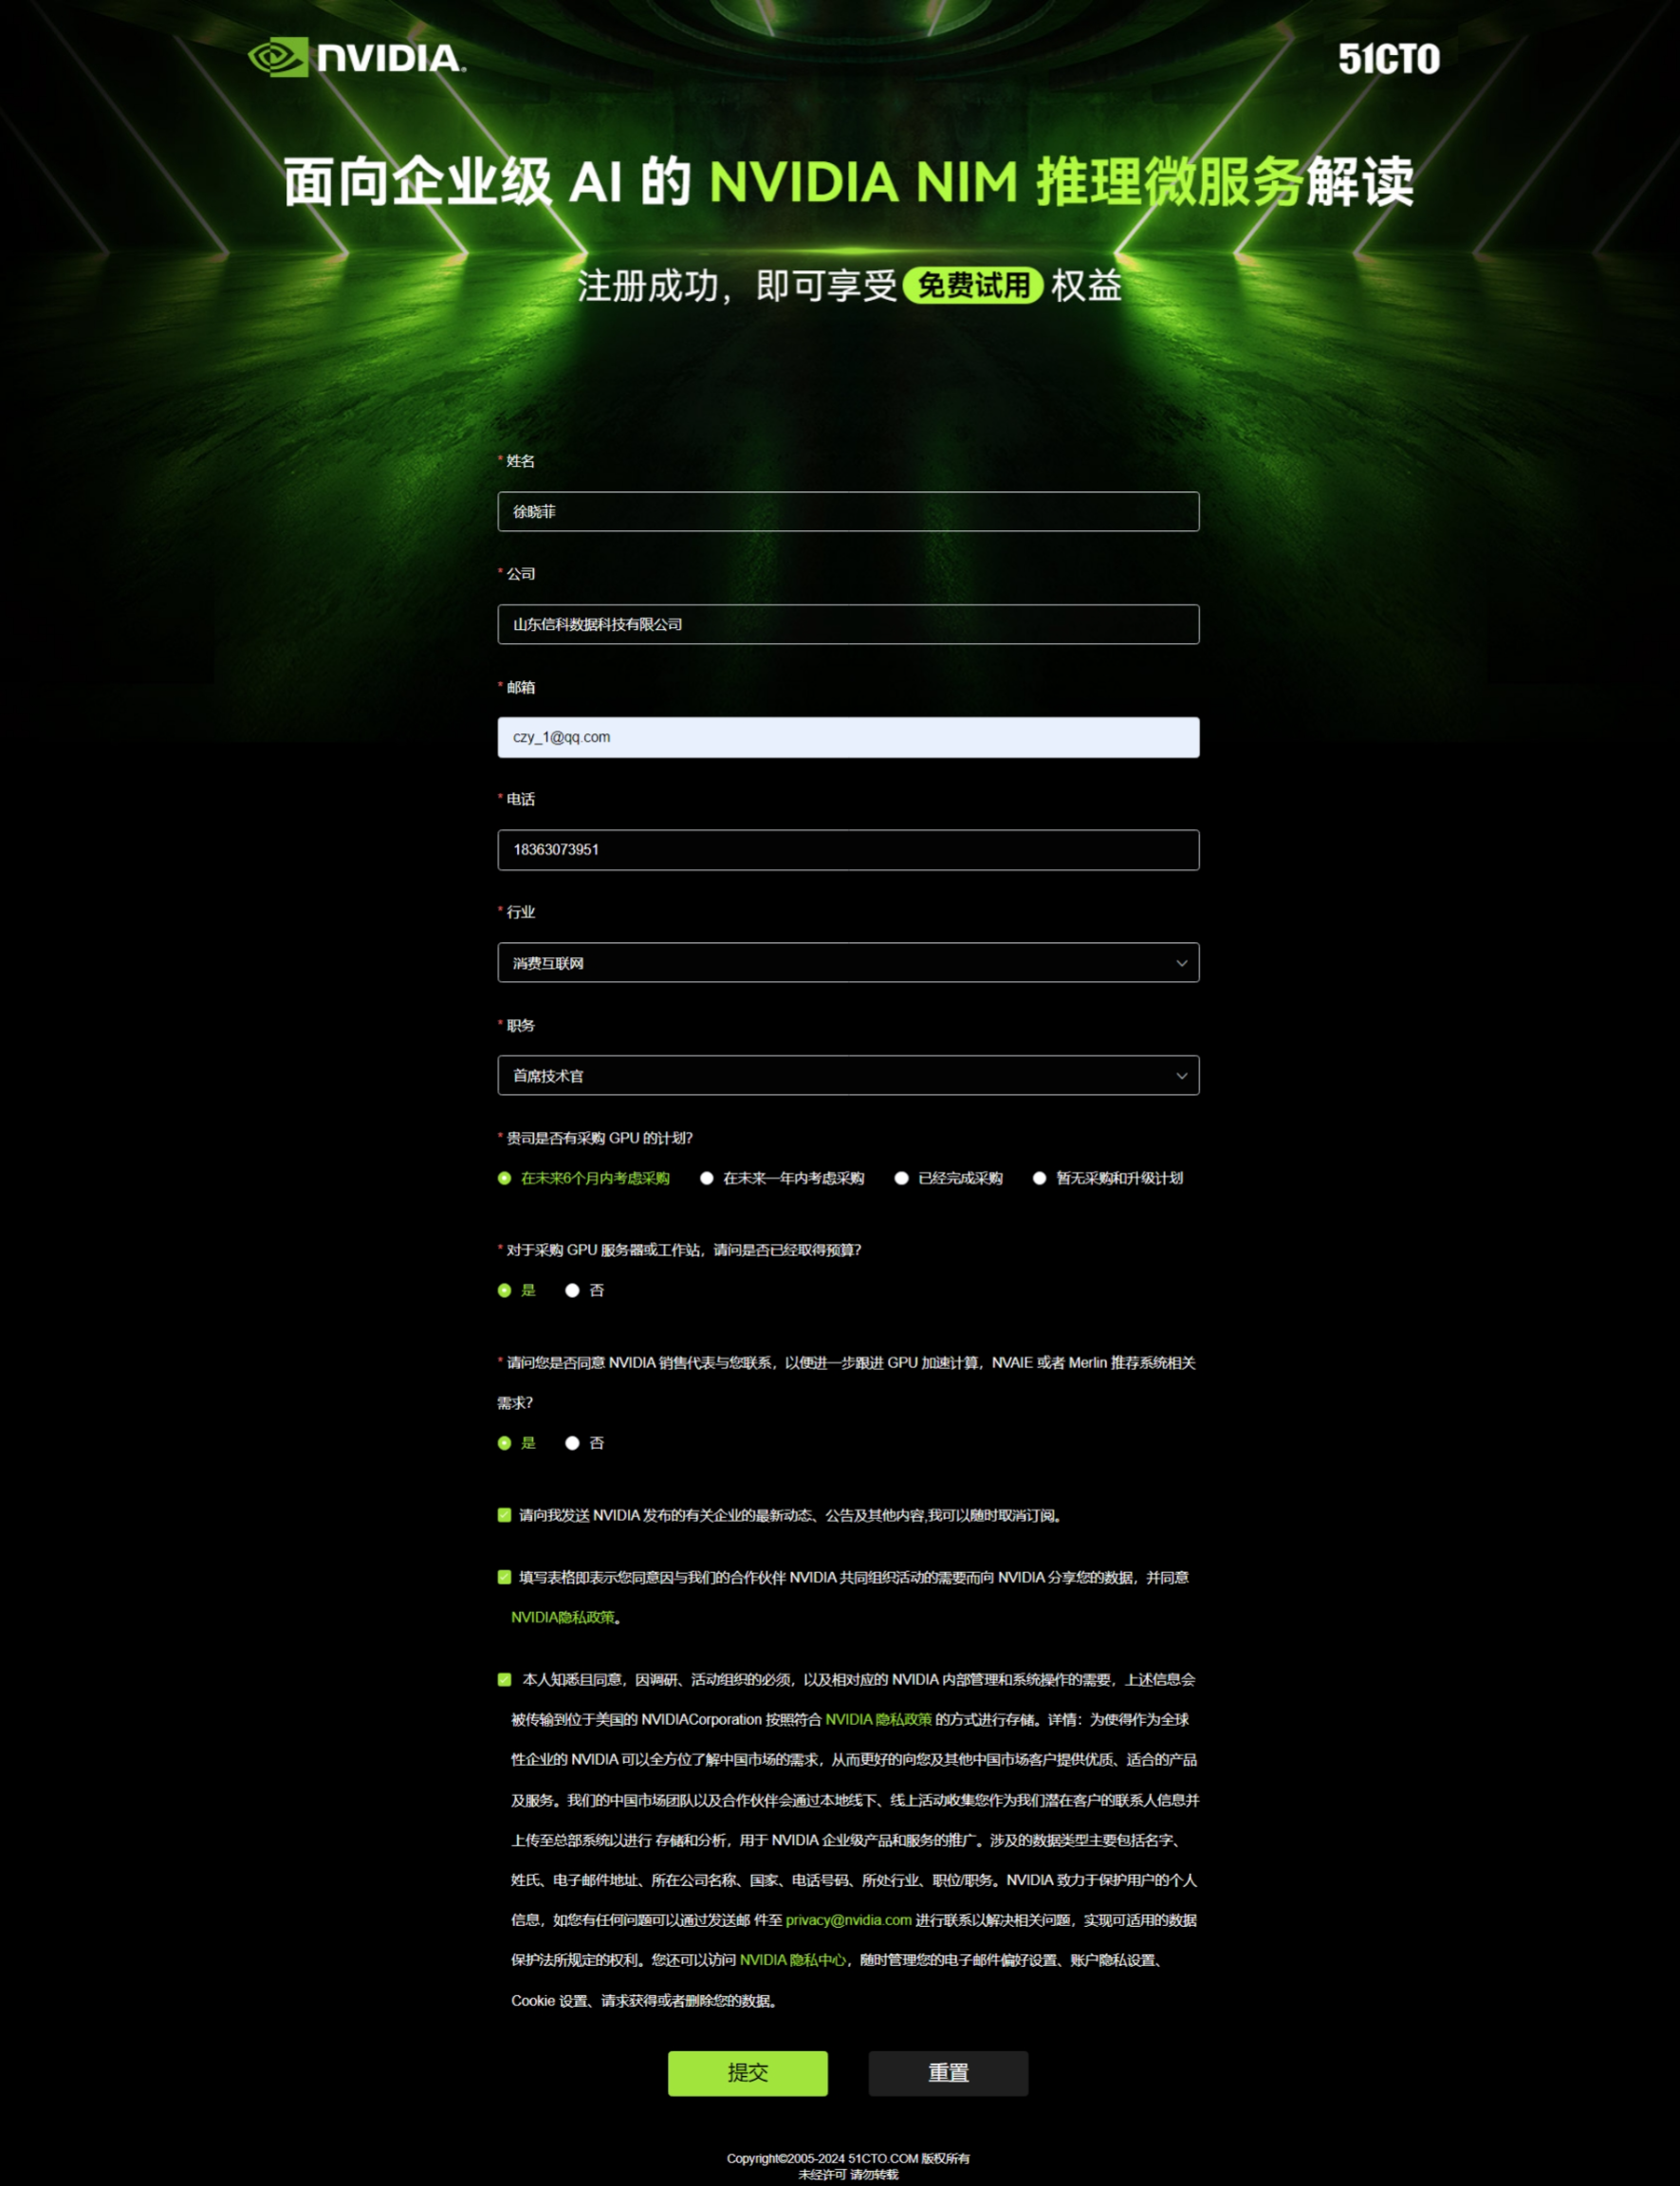 NVIDIA.
51CTO
面向企业级 AI 的 NVIDIA NIM 推理微服务解读
注册成功，即可享受 免费试用 权益
* 姓名
徐晓菲
* 公司
山东信科数据科技有限公司
* 邮箱
czy_1@qq.com
* 电话
18363073951
* 行业
消费互联网
* 职务
首席技术官
* 贵司是否有采购 GPU 的计划?
在未来6个月内考虑采购 在未来一年内考虑采购 已经完成采购 暂无采购和升级计划
* 对于采购 GPU 服务器或工作站，请问是否已经取得预算?
是 否
* 请问您是否同意 NVIDIA 销售代表与您联系，以便进一步跟进 GPU 加速计算，NVAIE 或者 Merlin 推荐系统相关
需求?
是 否
请向我发送 NVIDIA 发布的有关企业的最新动态、公告及其他内容,我可以随时取消订阅。
填写表格即表示您同意因与我们的合作伙伴 NVIDIA 共同组织活动的需要而向 NVIDIA 分享您的数据，并同意
NVIDIA隐私政策。
本人知悉且同意，因调研、活动组织的必须，以及相对应的 NVIDIA 内部管理和系统操作的需要，上述信息会
被传输到位于美国的 NVIDIACorporation 按照符合 NVIDIA 隐私政策 的方式进行存储。详情：为使得作为全球
性企业的 NVIDIA 可以全方位了解中国市场的需求，从而更好的向您及其他中国市场客户提供优质、适合的产品
及服务。我们的中国市场团队以及合作伙伴会通过本地线下、线上活动收集您作为我们潜在客户的联系人信息并
上传至总部系统以进行 存储和分析，用于 NVIDIA 企业级产品和服务的推广。涉及的数据类型主要包括名字、
姓氏、电子邮件地址、所在公司名称、国家、电话号码、所处行业、职位/职务。NVIDIA 致力于保护用户的个人
信息，如您有任何问题可以通过发送邮 件至 privacy@nvidia.com 进行联系以解决相关问题，实现可适用的数据
保护法所规定的权利。您还可以访问 NVIDIA 隐私中心，随时管理您的电子邮件偏好设置、账户隐私设置、
Cookie 设置、请求获得或者删除您的数据。
提交 重置
Copyright©2005-2024 51CTO.COM 版权所有
未经许可 请勿转载